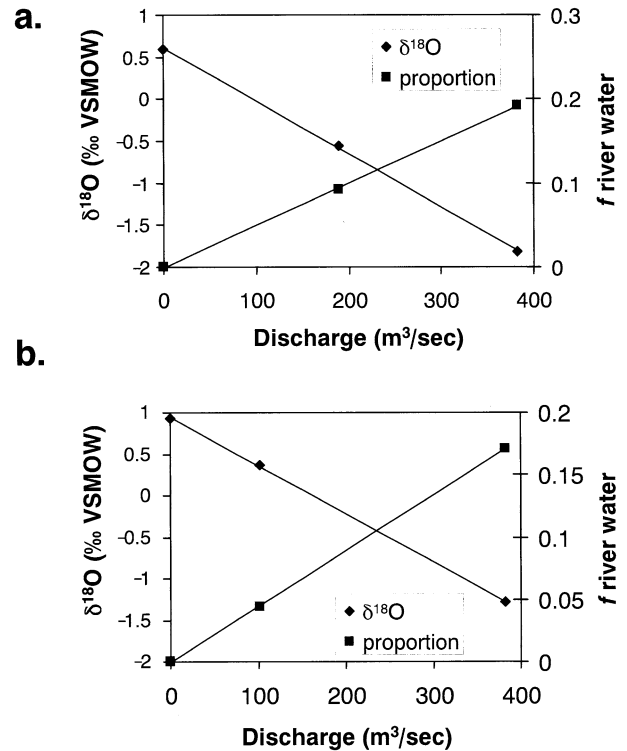 a.
1
0.5
0
−0.5
−1
−1.5
−2
δ¹⁸O (‰ VSMOW)
0.3
0.2
0.1
0
f river water
δ¹⁸O
proportion
0 100 200 300 400
Discharge (m³/sec)
b.
1
0.5
0
−0.5
−1
−1.5
−2
δ¹⁸O (‰ VSMOW)
0.2
0.15
0.1
0.05
0
f river water
δ¹⁸O
proportion
0 100 200 300 400
Discharge (m³/sec)